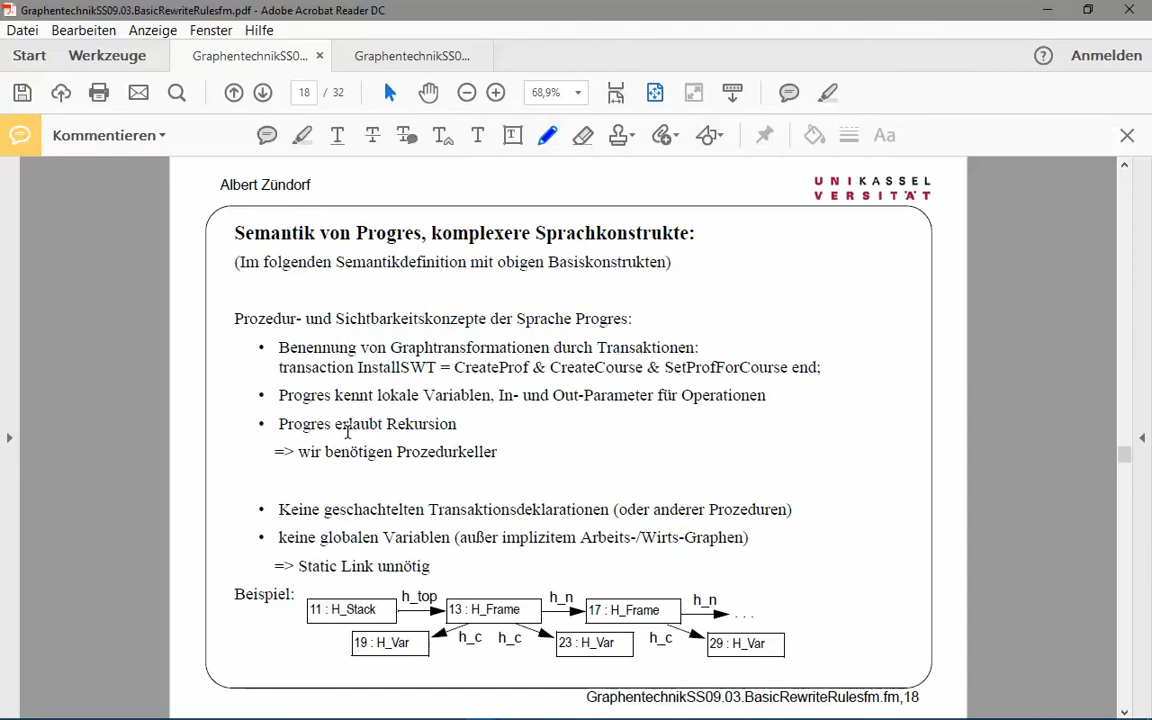 GraphentechnikSS09.03.BasicRewriteRulesfm.pdf - Adobe Acrobat Reader DC
Datei Bearbeiten Anzeige Fenster Hilfe
Start Werkzeuge GraphentechnikSS0... × GraphentechnikSS0... ? Anmelden
18 / 32 68,9%
Kommentieren T T T T T T Aa
Albert Zündorf
UNIKASSEL
VERSITÄT
Semantik von Progres, komplexere Sprachkonstrukte:
(Im folgenden Semantikdefinition mit obigen Basiskonstrukten)
Prozedur- und Sichtbarkeitskonzepte der Sprache Progres:
• Benennung von Graphtransformationen durch Transaktionen:
transaction InstallSWT = CreateProf & CreateCourse & SetProfForCourse end;
• Progres kennt lokale Variablen, In- und Out-Parameter für Operationen
• Progres erlaubt Rekursion
=> wir benötigen Prozedurkeller
• Keine geschachtelten Transaktionsdeklarationen (oder anderer Prozeduren)
• keine globalen Variablen (außer implizitem Arbeits-/Wirts-Graphen)
=> Static Link unnötig
Beispiel:
11 : H_Stack h_top 13 : H_Frame h_n 17 : H_Frame h_n . . .
19 : H_Var h_c h_c 23 : H_Var h_c 29 : H_Var
GraphentechnikSS09.03.BasicRewriteRulesfm.fm,18